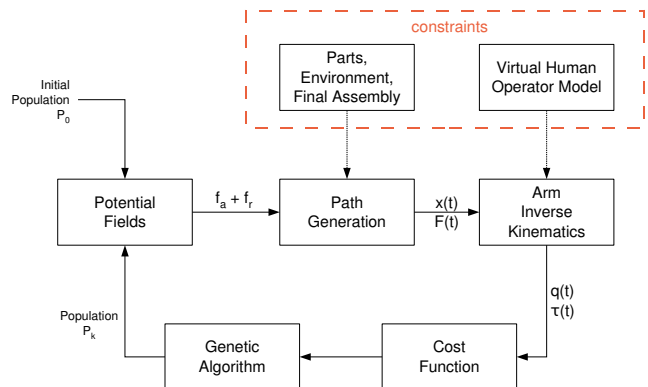 constraints
Parts,
Environment,
Final Assembly
Virtual Human
Operator Model
Initial
Population
P₀
Potential
Fields
fₐ + fᵣ
Path
Generation
x(t)
F(t)
Arm
Inverse
Kinematics
q(t)
τ(t)
Population
Pₖ
Genetic
Algorithm
Cost
Function